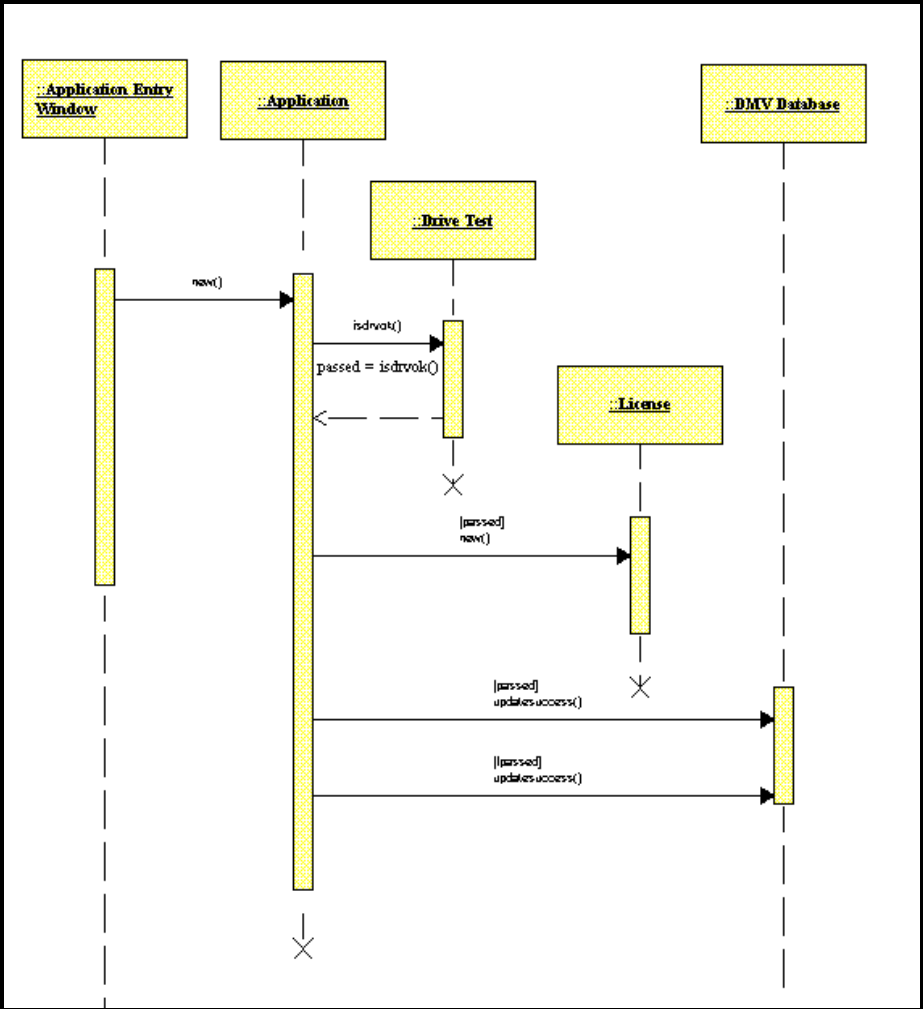 ::Application Entry
Window
::Application
::DMV Database
::Drive Test
new()
isdrvok()
passed = isdrvok()
::License
[passed]
new()
[passed]
updatesuccess()
[!passed]
updatesuccess()